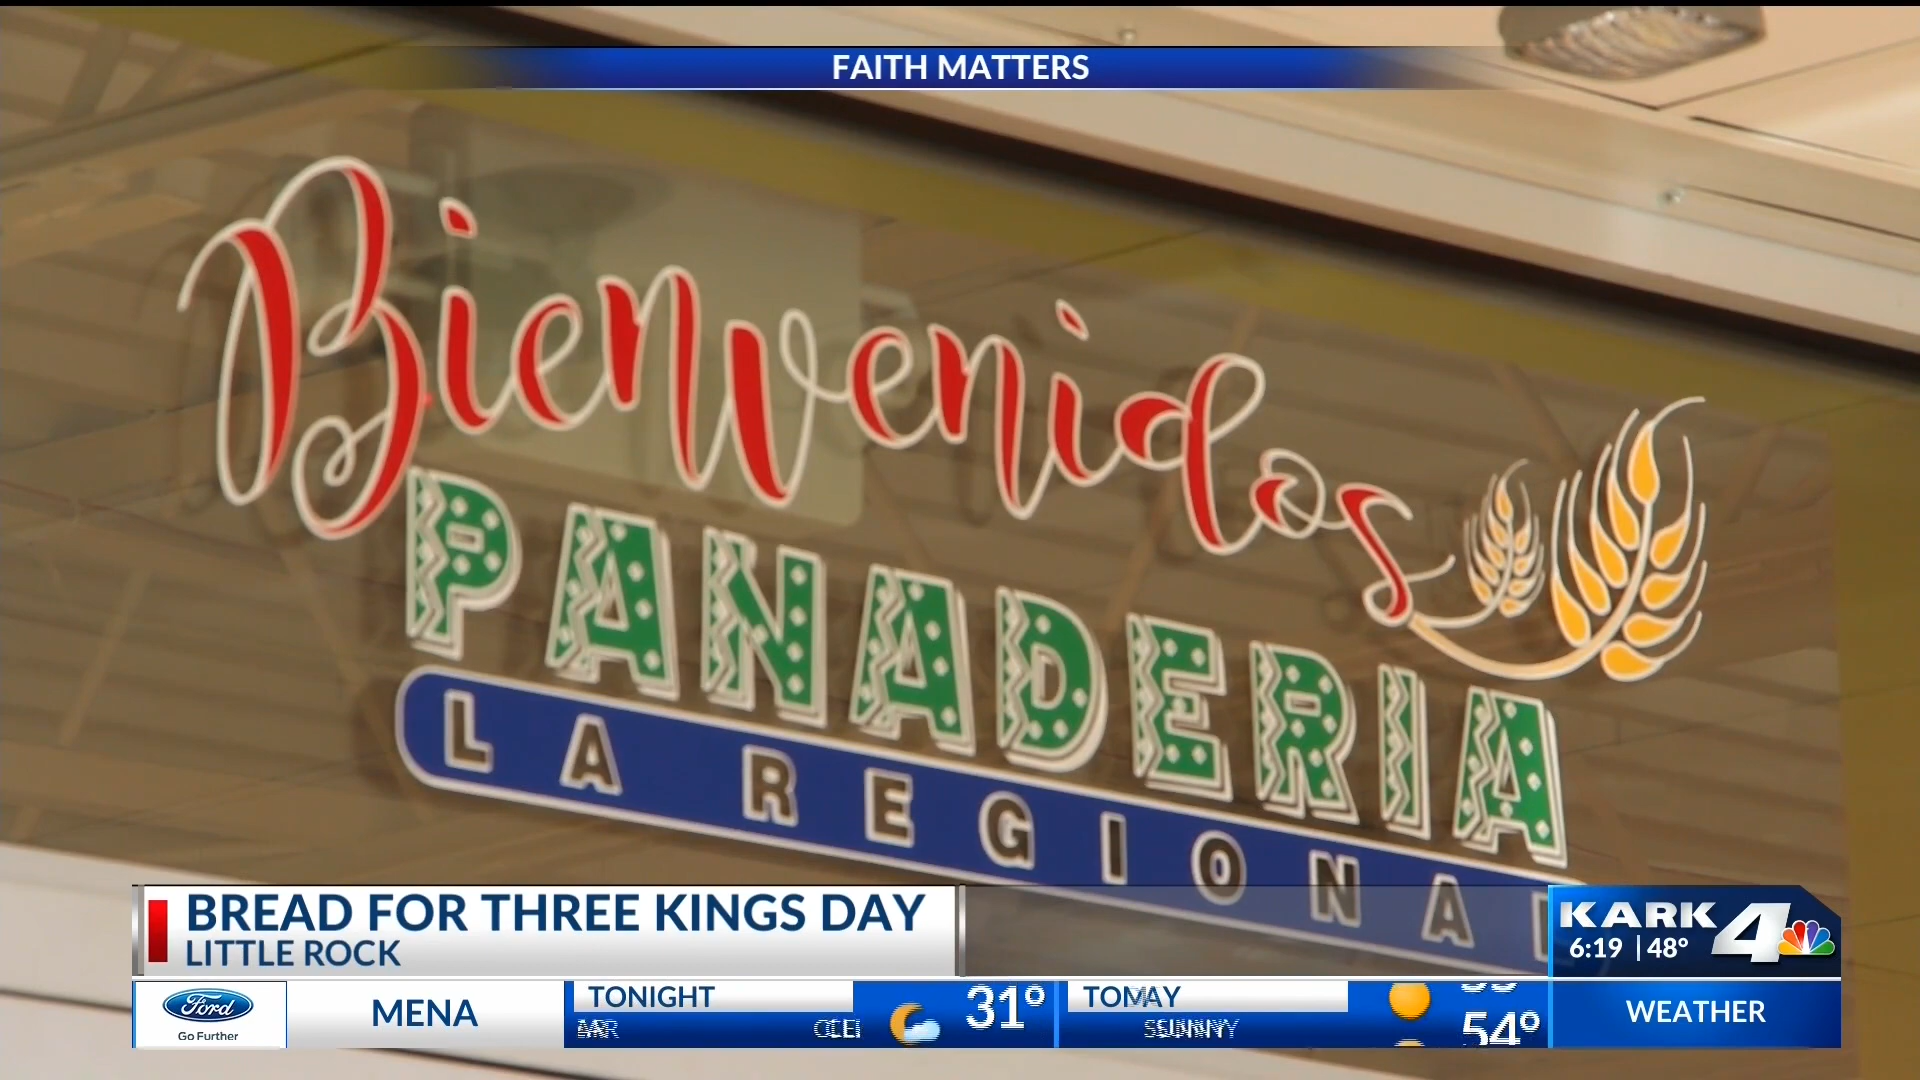 FAITH MATTERS
Bienvenidos
PANADERIA
LA REGIONA
BREAD FOR THREE KINGS DAY
LITTLE ROCK
KARK 4
6:19 | 48°
Ford
Go Further
MENA
TONIGHT
31°
54°
WEATHER